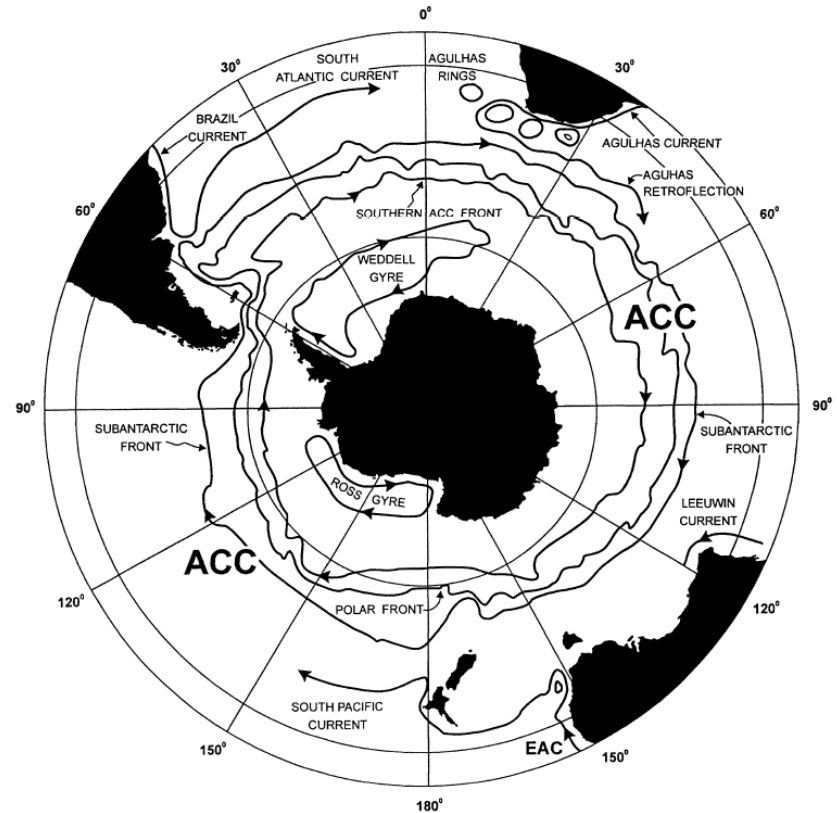 0°
30°
SOUTH
ATLANTIC CURRENT
AGULHAS
RINGS
30°
BRAZIL
CURRENT
AGULHAS CURRENT
AGUHAS
RETROFLECTION
60°
SOUTHERN ACC FRONT
60°
WEDDELL
GYRE
ACC
90°
90°
SUBANTARCTIC
FRONT
SUBANTARCTIC
FRONT
ROSS GYRE
LEEUWIN
CURRENT
ACC
120°
POLAR FRONT
120°
SOUTH PACIFIC
CURRENT
150°
EAC
150°
180°